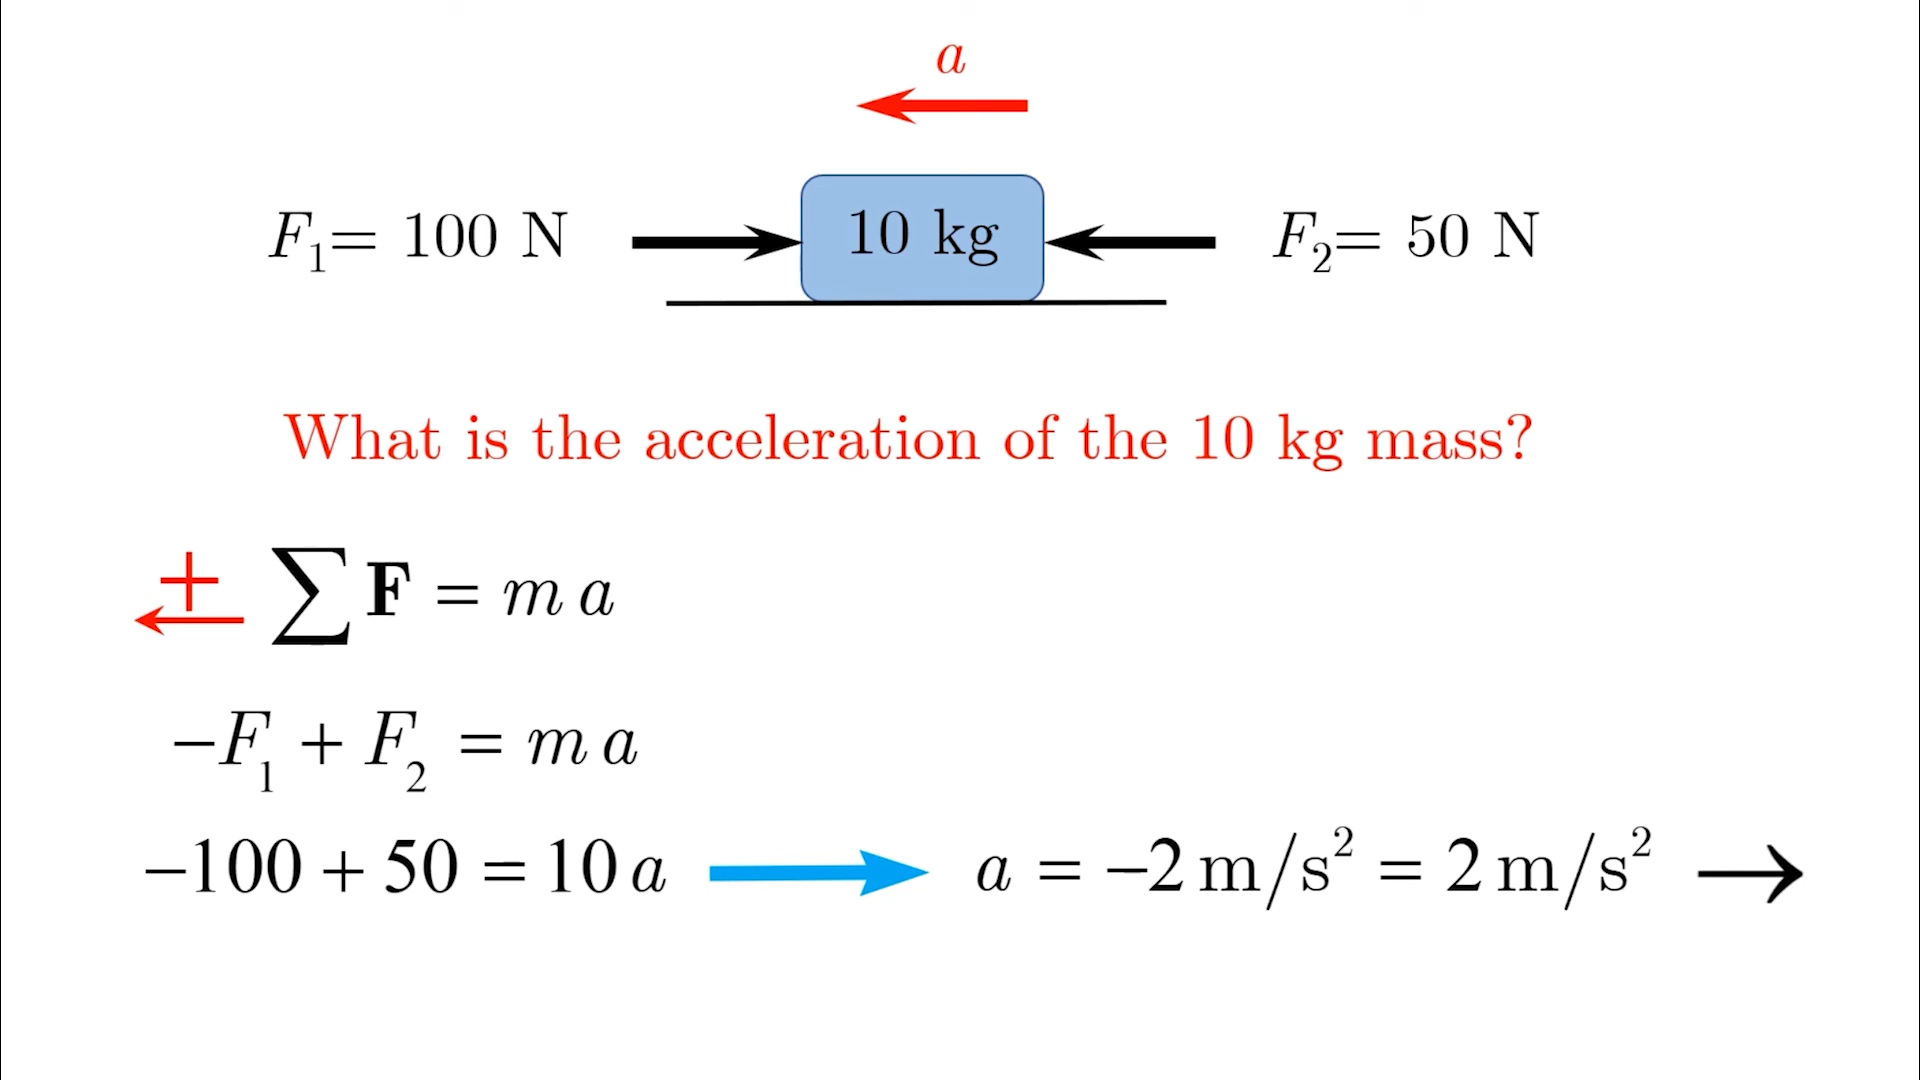 a
F₁= 100 N 10 kg F₂= 50 N
What is the acceleration of the 10 kg mass?
+ ∑ F = m a
−F₁ + F₂ = m a
−100 + 50 = 10 a a = −2 m/s² = 2 m/s² →